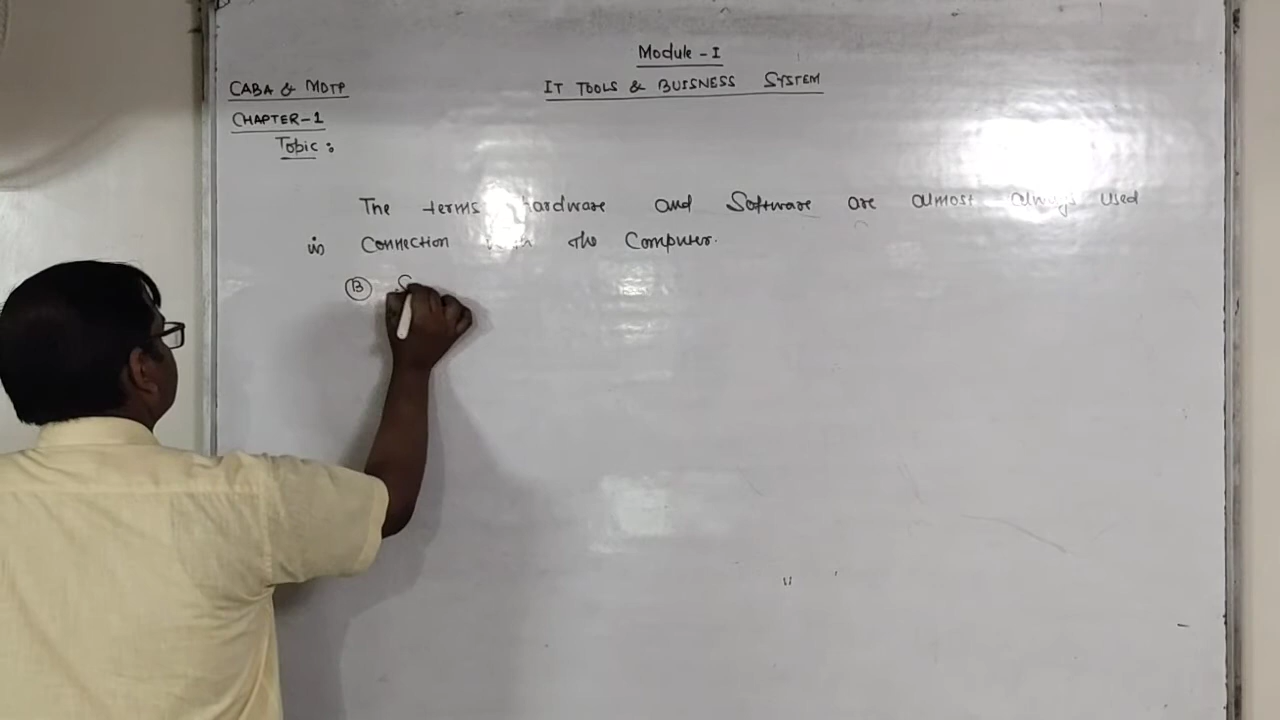 Module - I
CABA & MDTP
IT TOOLS & BUISNESS SYSTEM
CHAPTER-1
Topic :
The terms hardware and Software are almost always used
in Connection the Computer.
B S